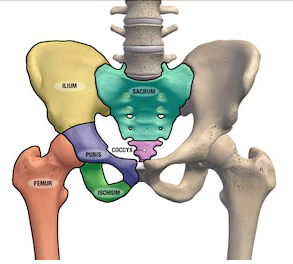 ILIUM
SACRUM
PUBIS
COCCYX
FEMUR
ISCHIUM